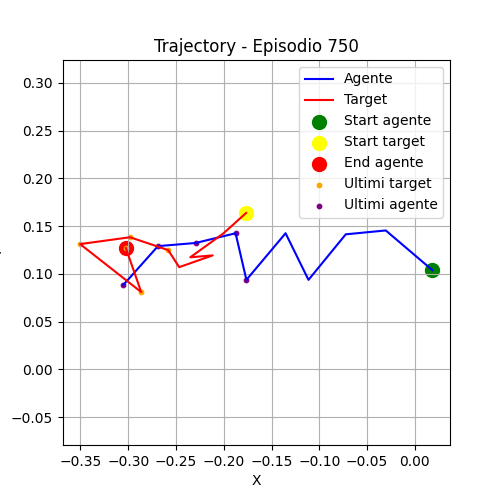 Trajectory - Episodio 750
Agente
Target
Start agente
Start target
End agente
Ultimi target
Ultimi agente
0.30
0.25
0.20
0.15
0.10
0.05
0.00
−0.05
−0.35 −0.30 −0.25 −0.20 −0.15 −0.10 −0.05 0.00
X